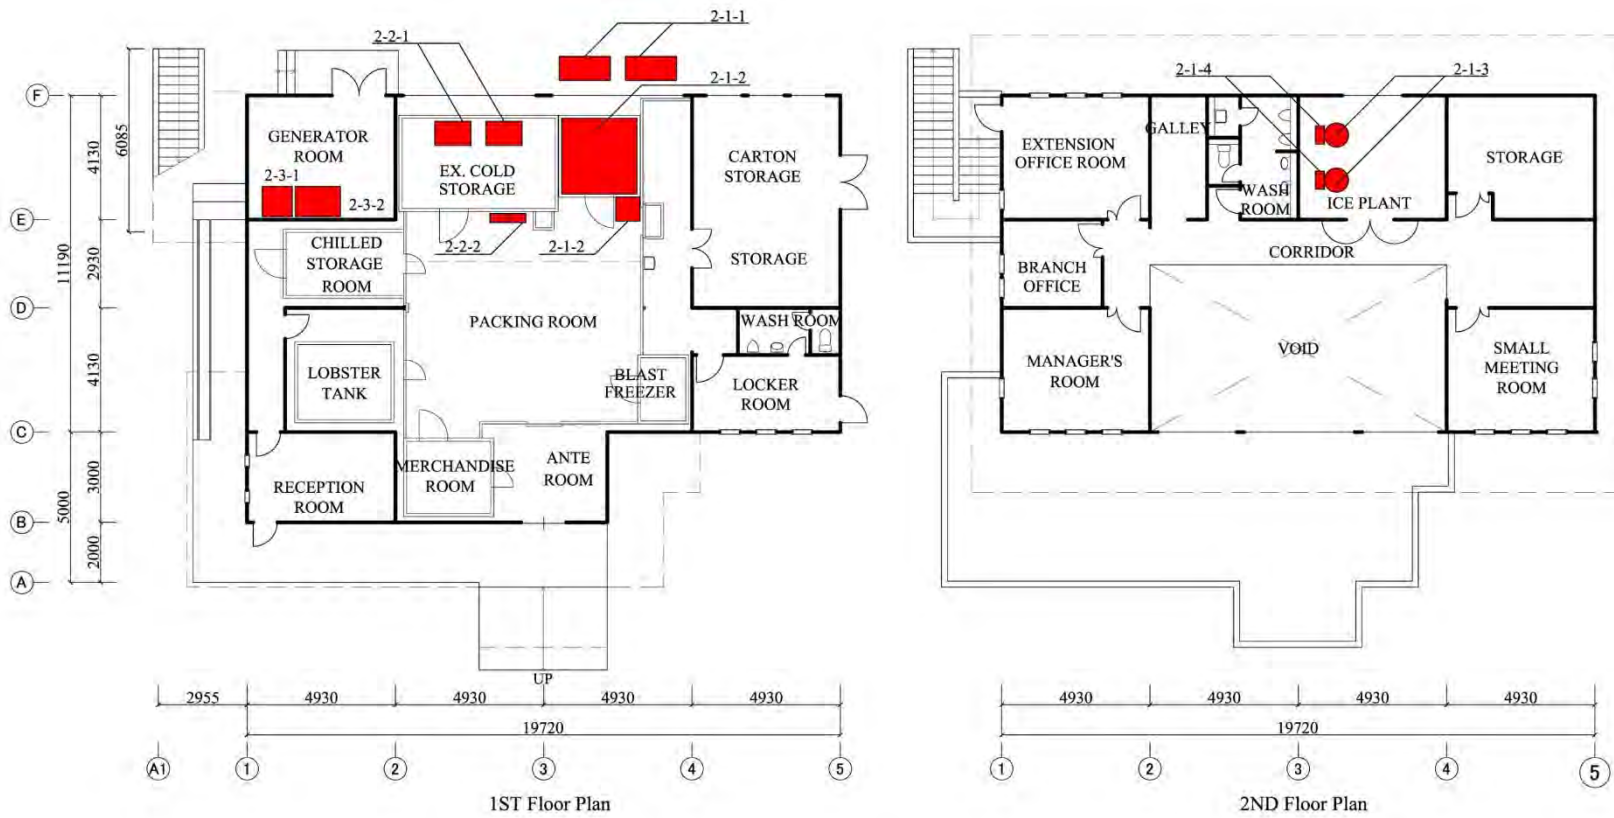 2-1-1
2-2-1
2-1-2
F
GENERATOR
ROOM
2-3-1
2-3-2
EX. COLD
STORAGE
CARTON
STORAGE
E
2-2-2
2-1-2
CHILLED
STORAGE
ROOM
STORAGE
D
PACKING ROOM
WASH ROOM
LOBSTER
TANK
BLAST
FREEZER
LOCKER
ROOM
C
MERCHANDISE
ROOM
ANTE
ROOM
RECEPTION
ROOM
B
A
6085
4130
2930
11190
4130
3000
5000
2000
UP
2955
4930
4930
4930
4930
19720
A1
1
2
3
4
5
1ST Floor Plan
2-1-4
2-1-3
EXTENSION
OFFICE ROOM
GALLEY
WASH
ROOM
ICE PLANT
STORAGE
CORRIDOR
BRANCH
OFFICE
MANAGER'S
ROOM
VOID
SMALL
MEETING
ROOM
4930
4930
4930
4930
19720
1
2
3
4
5
2ND Floor Plan